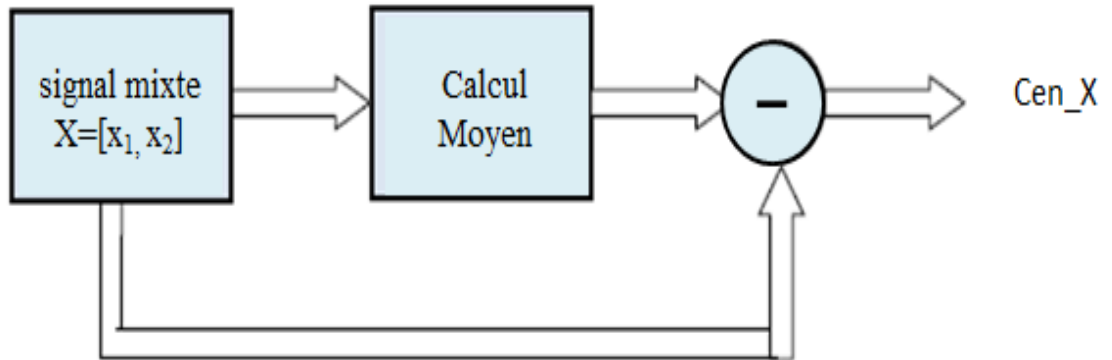 signal mixte
X=[x₁, x₂]
Calcul
Moyen
-
Cen_X